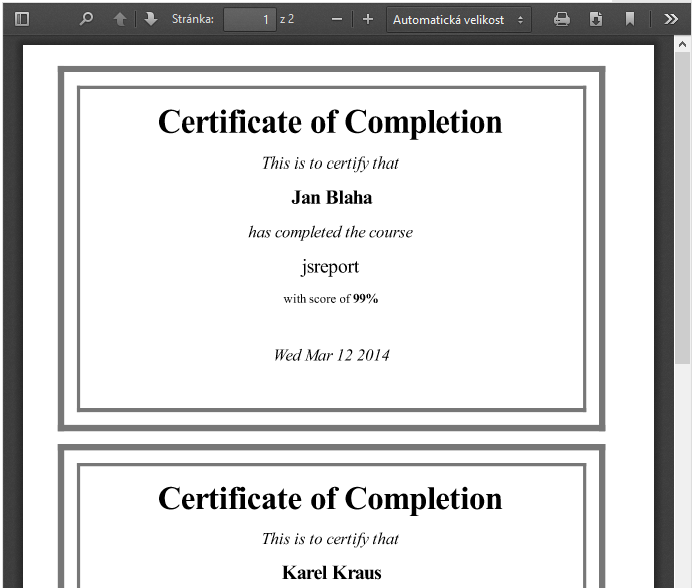 Stránka: 1 z 2 Automatická velikost
Certificate of Completion
This is to certify that
Jan Blaha
has completed the course
jsreport
with score of 99%
Wed Mar 12 2014
Certificate of Completion
This is to certify that
Karel Kraus